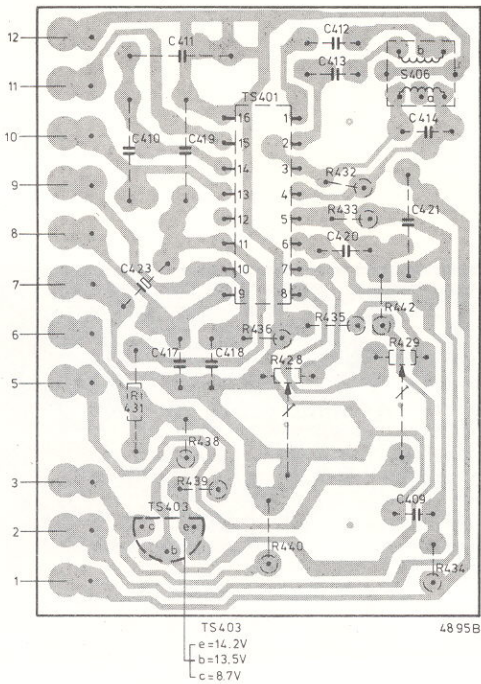 12
C411
C412
b
C413
S406
11
TS401
a
16
1
C414
10
C410
C419
15
2
14
3
R432
9
13
4
12
5
R433
C421
8
11
6
C420
C423
10
7
7
9
8
R442
R435
6
R436
R429
C417
C418
R428
5
R
431
R438
3
R439
TS403
C409
c
e
2
b
R440
R434
1
TS403
4895B
e=14.2V
b=13.5V
c=8.7V